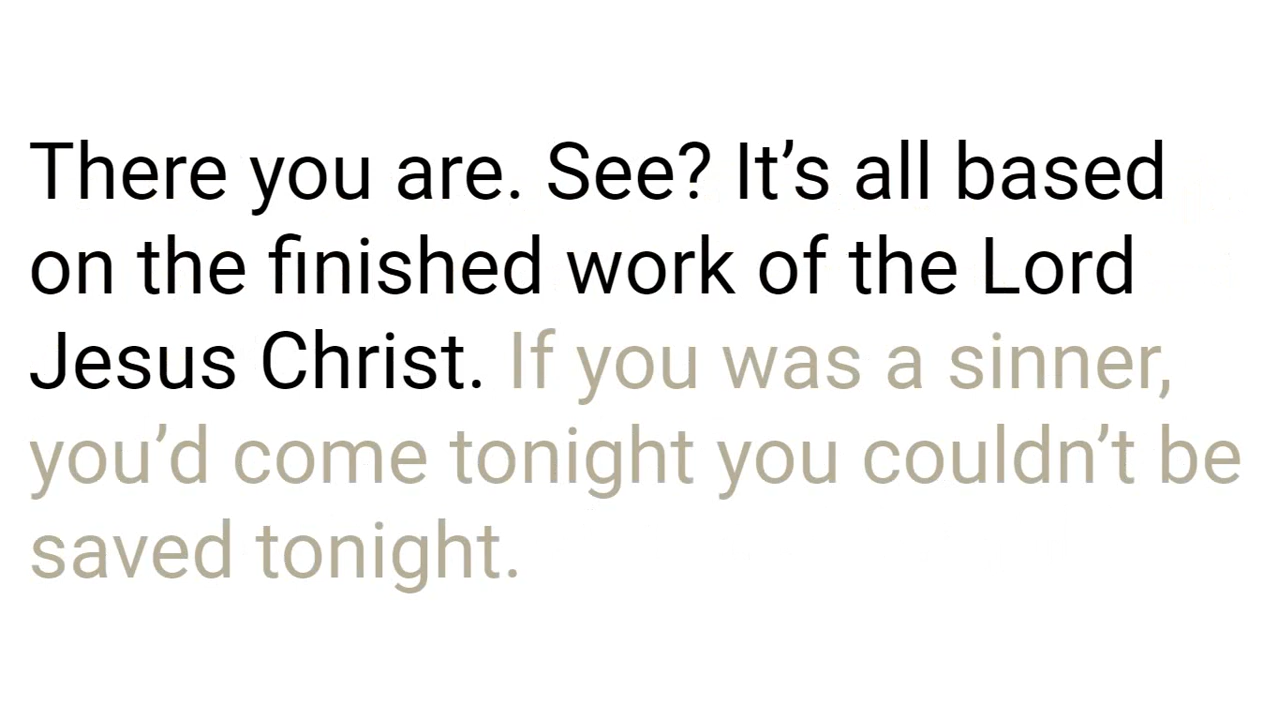 There you are. See? It’s all based
on the finished work of the Lord
Jesus Christ. If you was a sinner,
you’d come tonight you couldn’t be
saved tonight.